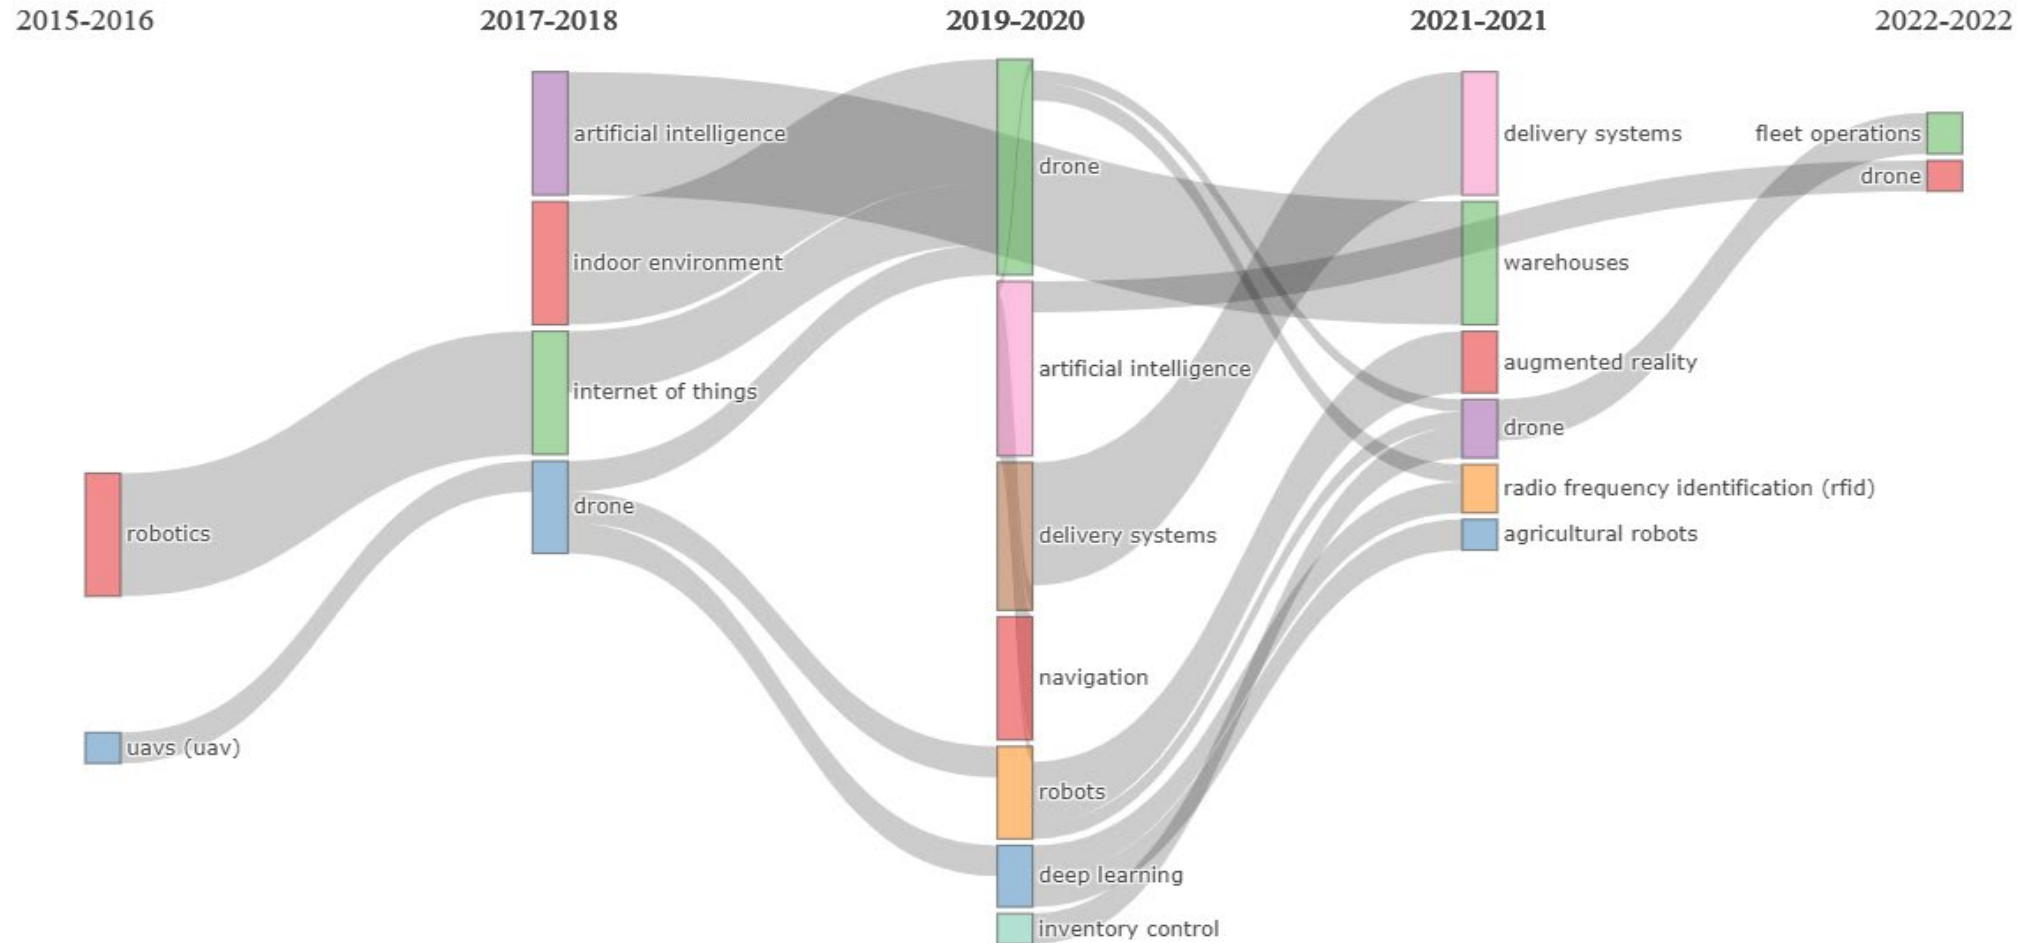 2015-2016
2017-2018
2019-2020
2021-2021
2022-2022
robotics
uavs (uav)
artificial intelligence
indoor environment
internet of things
drone
drone
artificial intelligence
delivery systems
navigation
robots
deep learning
inventory control
delivery systems
warehouses
augmented reality
drone
radio frequency identification (rfid)
agricultural robots
fleet operations
drone